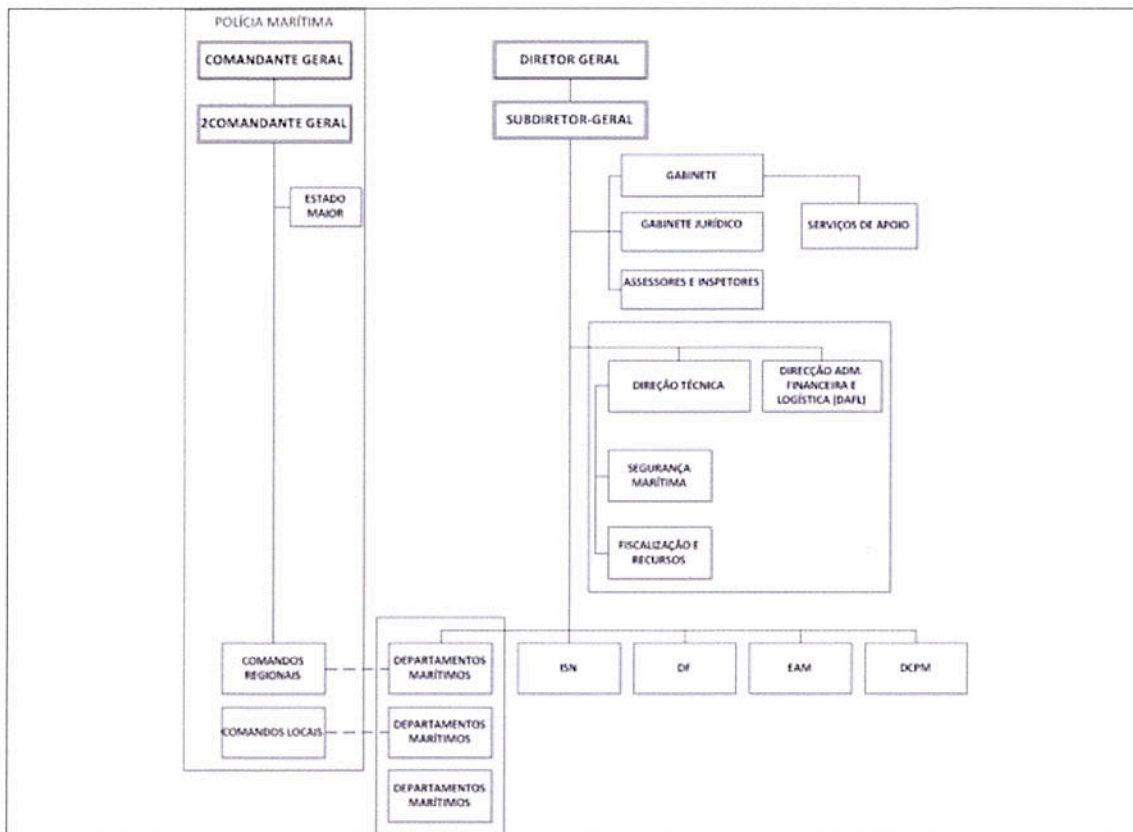 POLÍCIA MARÍTIMA
COMANDANTE GERAL
2COMANDANTE GERAL
ESTADO
MAIOR
DIRETOR GERAL
SUBDIRETOR-GERAL
GABINETE
SERVIÇOS DE APOIO
GABINETE JURÍDICO
ASSESSORES E INSPETORES
DIREÇÃO TÉCNICA
DIRECÇÃO ADM.
FINANCEIRA E
LOGÍSTICA (DAFL)
SEGURANÇA
MARÍTIMA
FISCALIZAÇÃO E
RECURSOS
COMANDOS
REGIONAIS
DEPARTAMENTOS
MARÍTIMOS
ISN
DF
EAM
DCPM
COMANDOS LOCAIS
DEPARTAMENTOS
MARÍTIMOS
DEPARTAMENTOS
MARÍTIMOS